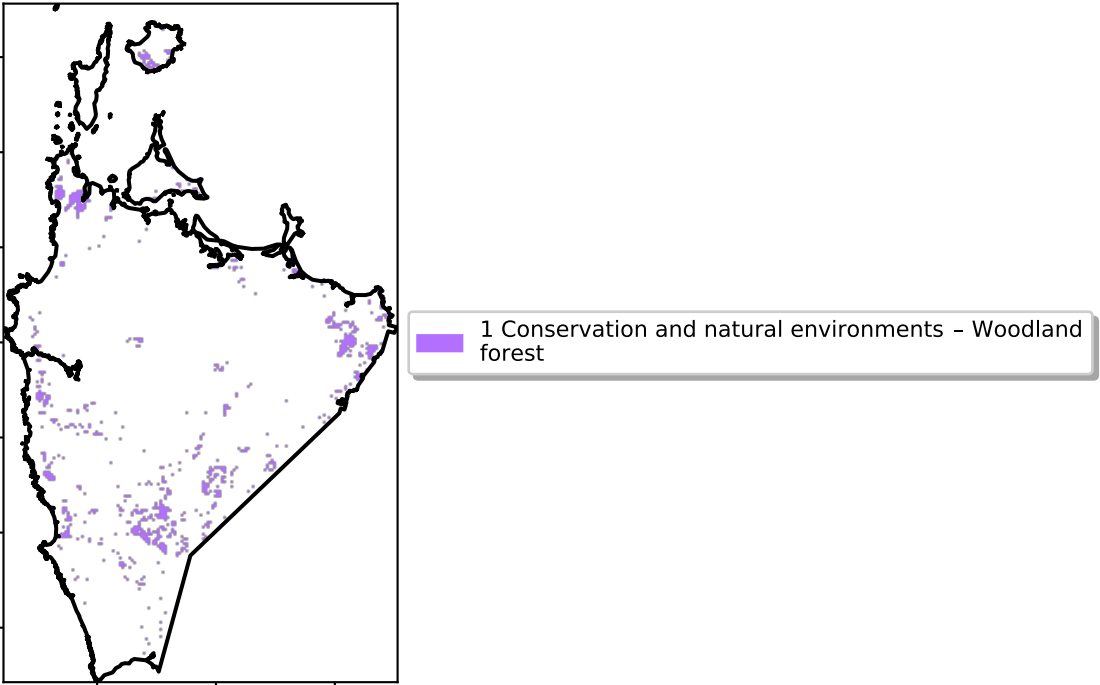 1 Conservation and natural environments – Woodland
forest